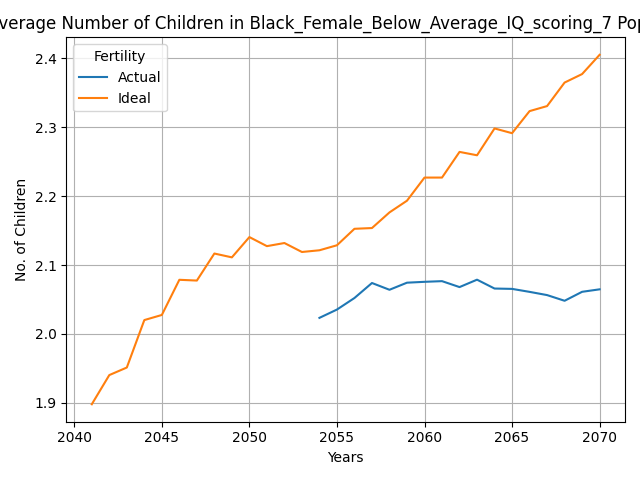 verage Number of Children in Black_Female_Below_Average_IQ_scoring_7 Pop
Fertility
Actual
Ideal
No. of Children
2.4
2.3
2.2
2.1
2.0
1.9
2040 2045 2050 2055 2060 2065 2070
Years